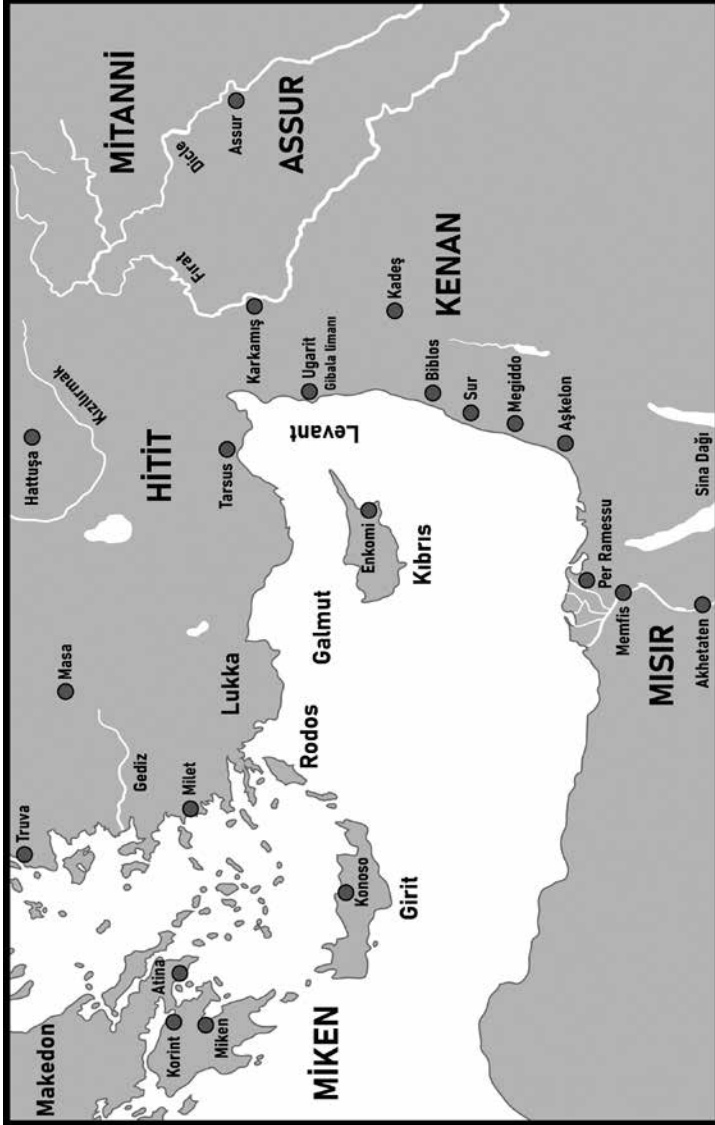 Makedon
Truva
Masa
Hattuşa
Kızılırmak
MİTANNİ
Gediz
HİTİT
Fırat
Dicle
Assur
ASSUR
Atina
Korint
Miken
Milet
Lukka
Tarsus
Karkamış
MİKEN
Rodos
Galmut
Levant
Ugarit
Gibala limanı
Konoso
Girit
Enkomi
Kıbrıs
Kadeş
KENAN
Biblos
Sur
Megiddo
Aşkelon
Per Ramessu
Memfis
MISIR
Akhetaten
Sina Dağı